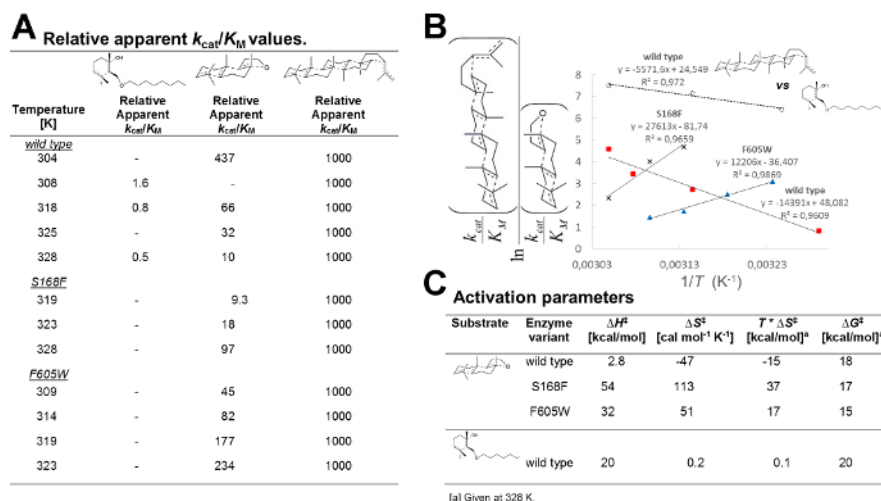 A Relative apparent kcat/KM values.
Temperature [K]
Relative Apparent kcat/KM
Relative Apparent kcat/KM
Relative Apparent kcat/KM
wild type
304 - 437 1000
308 1.6 - 1000
318 0.8 66 1000
325 - 32 1000
328 0.5 10 1000
S168F
319 - 9.3 1000
323 - 18 1000
328 - 97 1000
F605W
309 - 45 1000
314 - 82 1000
319 - 177 1000
323 - 234 1000
B
kcat
KM
ln
kcat
KM
OH
O
vs
wild type
y = -5571,6x + 24,549
R² = 0,972
S168F
y = 27613x - 81,74
R² = 0,9659
F605W
y = 12206x - 36,407
R² = 0,9869
wild type
y = -14391x + 48,082
R² = 0,9609
8
7
6
5
4
3
2
1
0
0,00303 0,00313 0,00323
1/T (K⁻¹)
C Activation parameters
Substrate
Enzyme variant
ΔH‡ [kcal/mol]
ΔS‡ [cal mol⁻¹ K⁻¹]
T * ΔS‡ [kcal/mol]ᵃ
ΔG‡ [kcal/mol]ᵃ
wild type 2.8 -47 -15 18
S168F 54 113 37 17
F605W 32 51 17 15
wild type 20 0.2 0.1 20
[a] Given at 328 K.